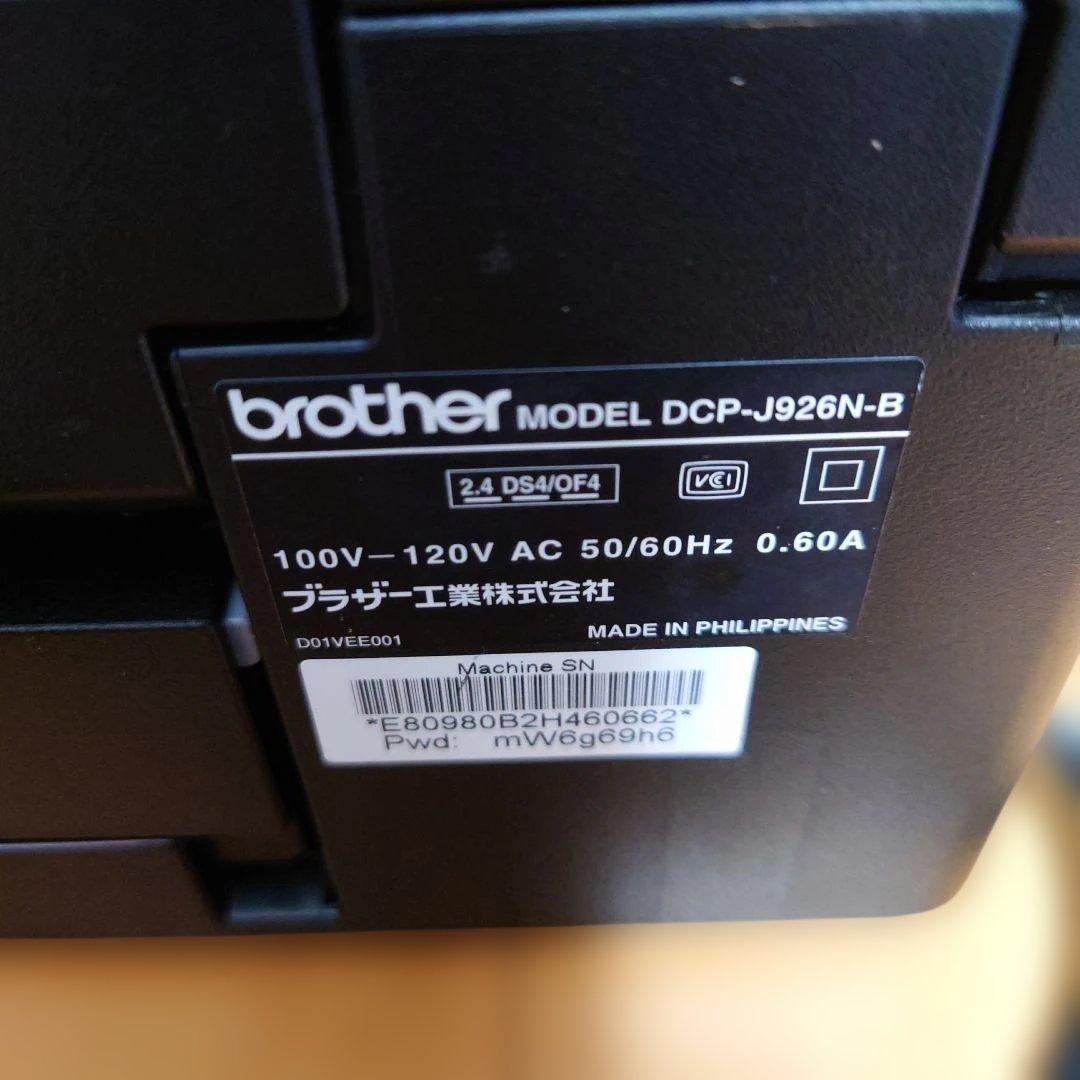 brother MODEL DCP-J926N-B
2.4 DS4/OF4 VCI
100V－120V AC 50/60Hz 0.60A
ブラザー工業株式会社
D01VEE001 MADE IN PHILIPPINES
Machine SN
*E80980B2H460662*
Pwd: mW6g69h6